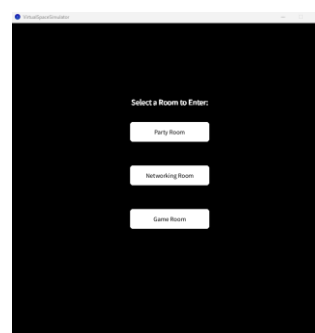 VirtualSpaceSimulator
Select a Room to Enter:
Party Room
Networking Room
Game Room